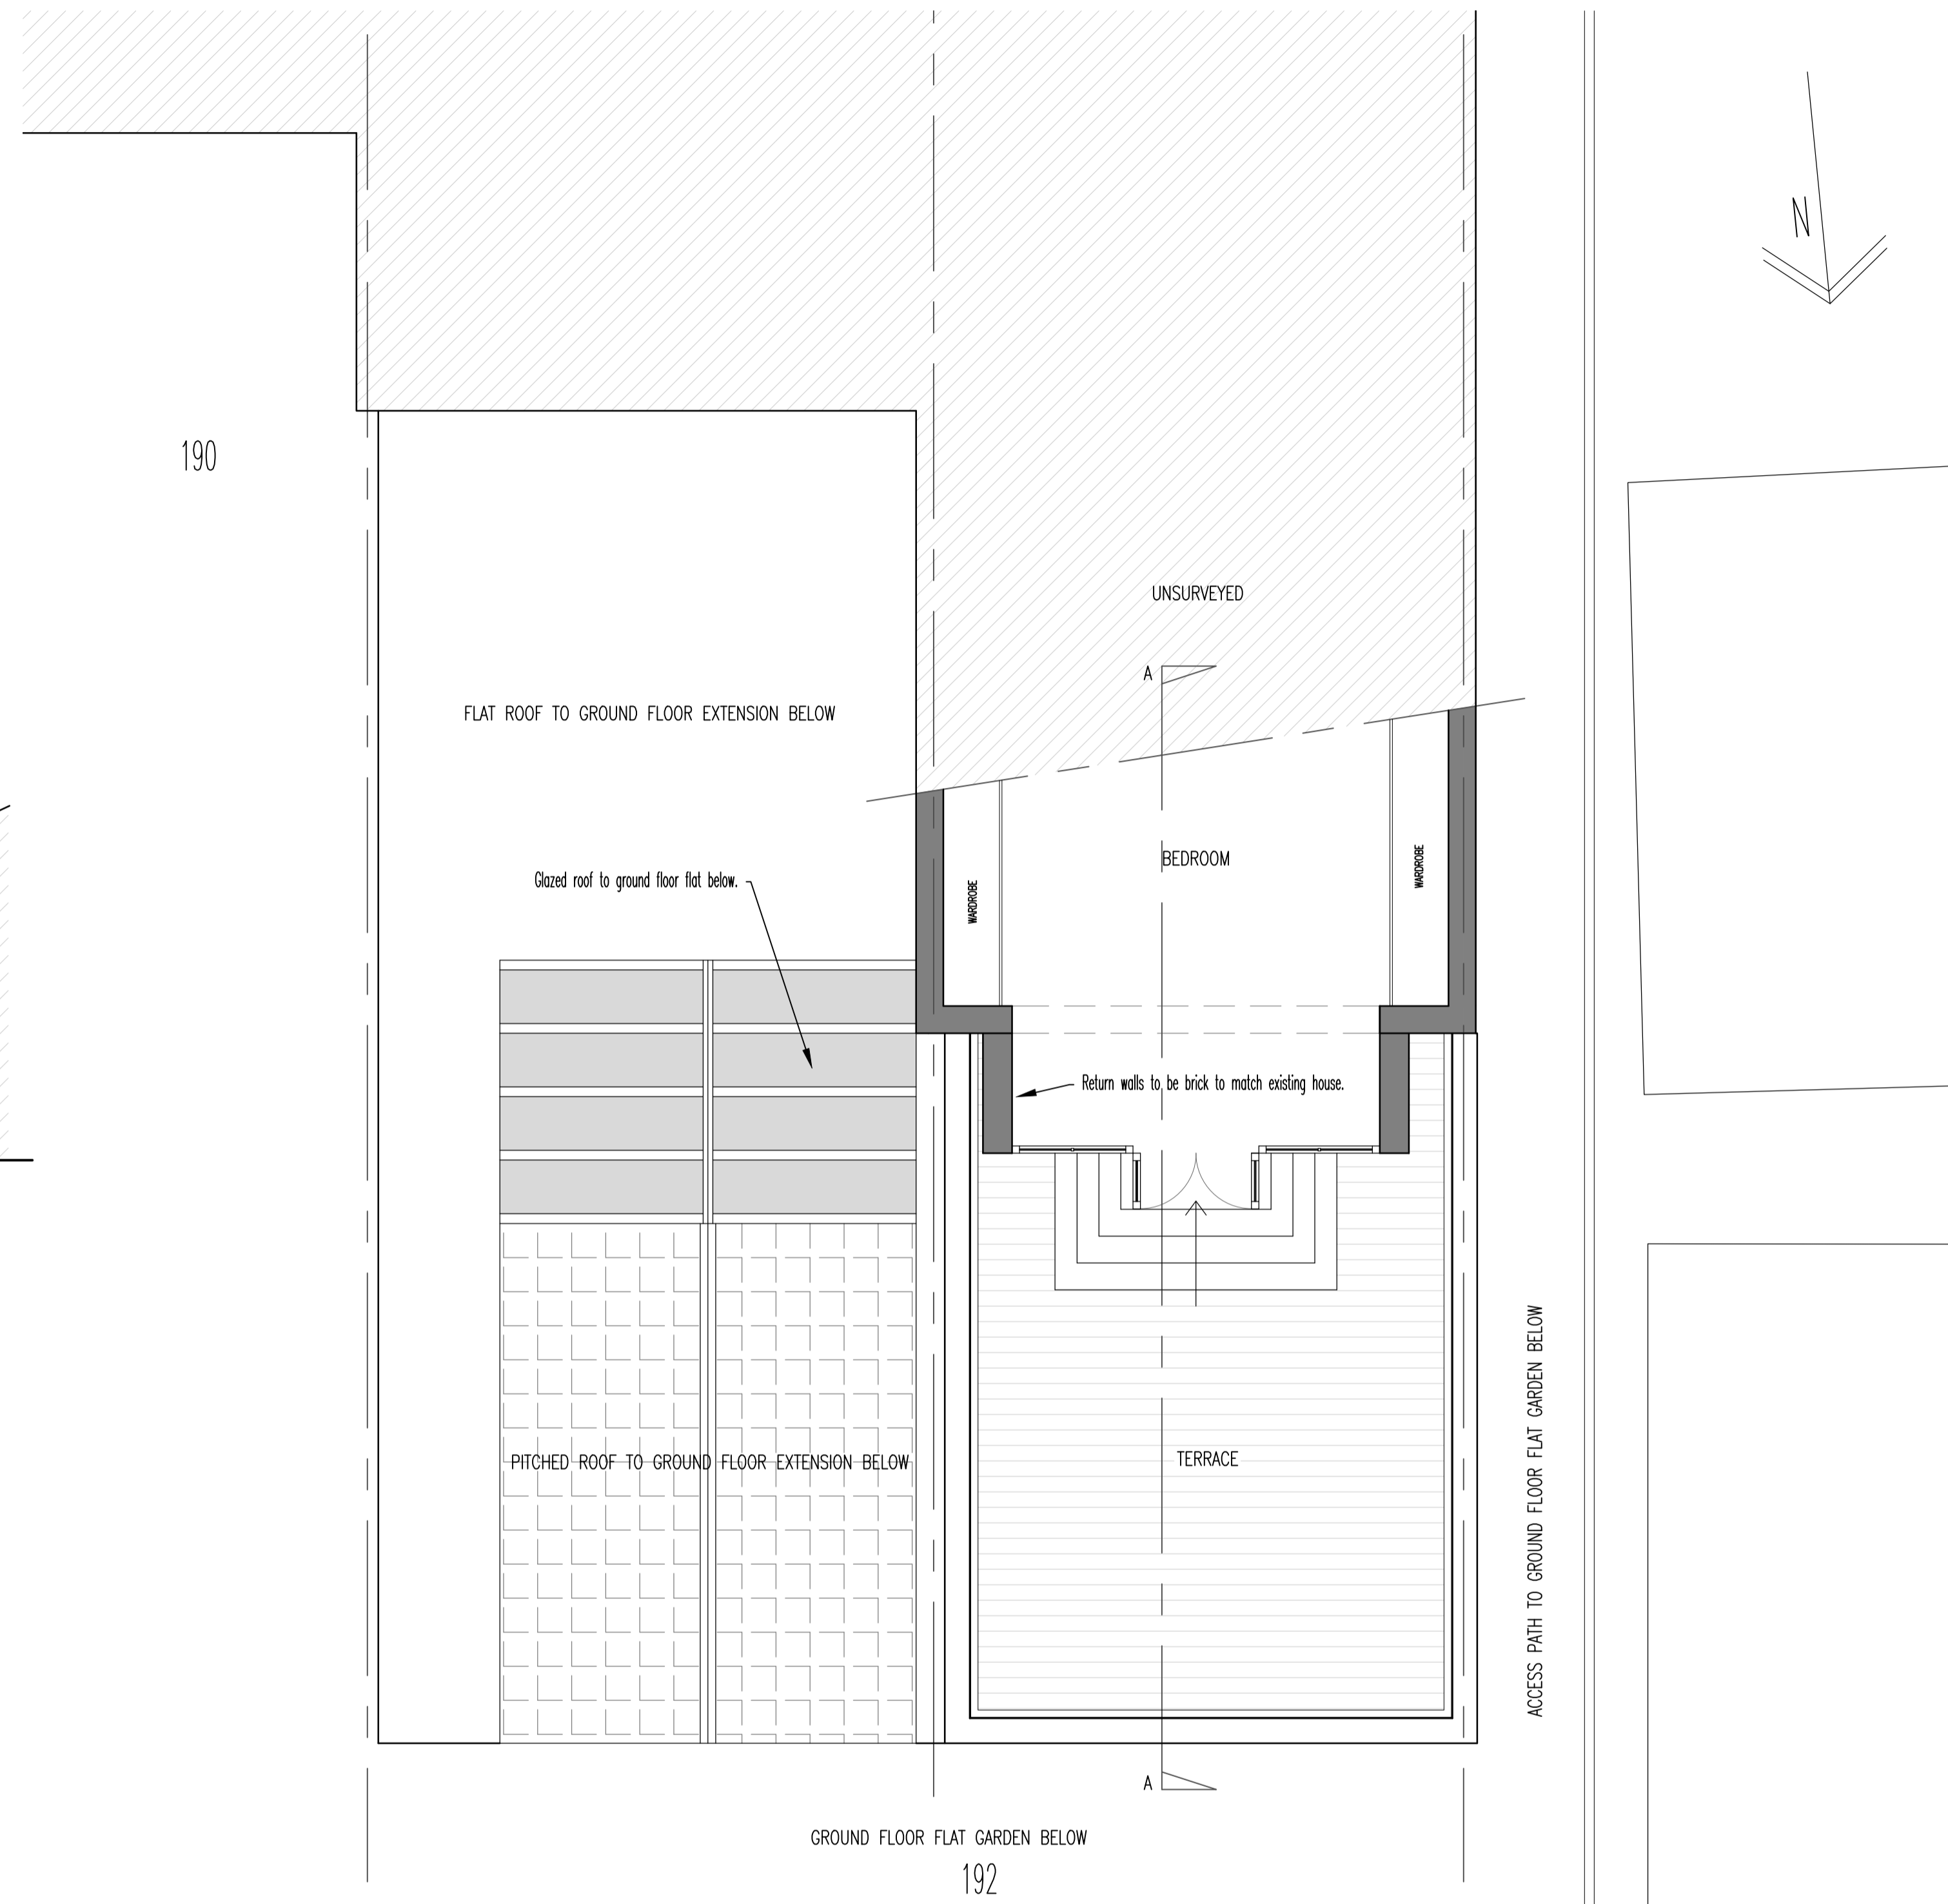 N
190
UNSURVEYED
A
FLAT ROOF TO GROUND FLOOR EXTENSION BELOW
BEDROOM
WARDROBE
WARDROBE
Glazed roof to ground floor flat below.
Return walls to be brick to match existing house.
PITCHED ROOF TO GROUND FLOOR EXTENSION BELOW
TERRACE
ACCESS PATH TO GROUND FLOOR FLAT GARDEN BELOW
A
GROUND FLOOR FLAT GARDEN BELOW
192